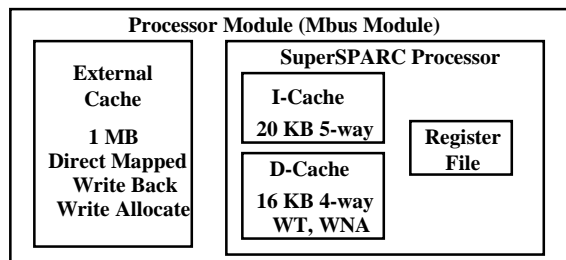 Processor Module (Mbus Module)
External
Cache
1 MB
Direct Mapped
Write Back
Write Allocate
SuperSPARC Processor
I-Cache
20 KB 5-way
D-Cache
16 KB 4-way
WT, WNA
Register
File